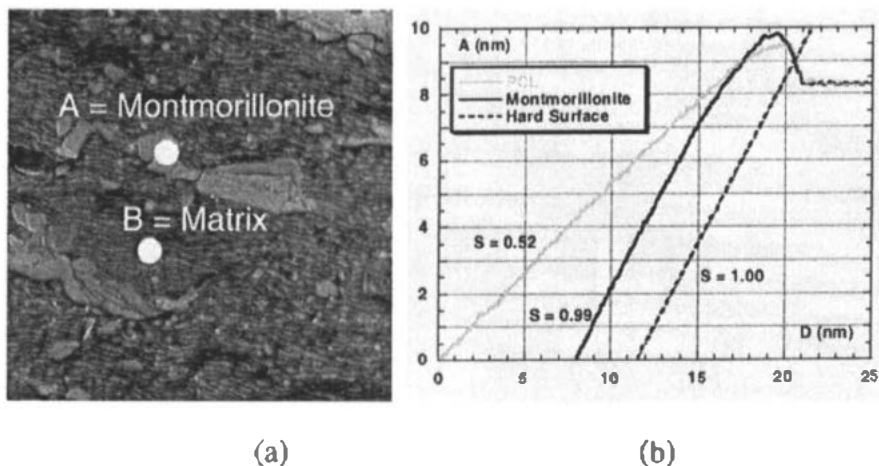 A = Montmorillonite
B = Matrix
(a)
A (nm)
PCL
Montmorillonite
Hard Surface
S = 0.52
S = 0.99
S = 1.00
D (nm)
10
8
6
4
2
0
0 5 10 15 20 25
(b)